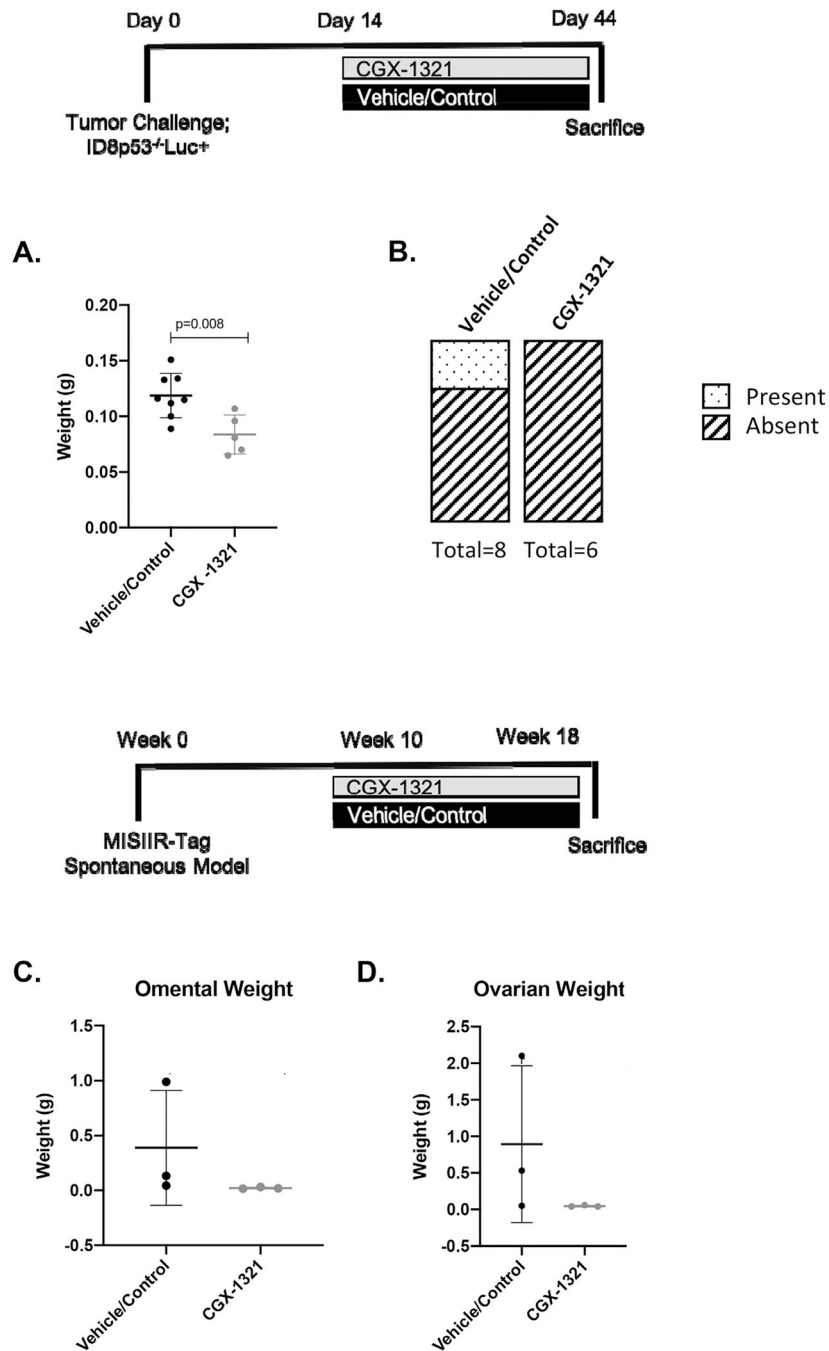 Day 0 Day 14 Day 44
CGX-1321
Vehicle/Control
Tumor Challenge;
ID8p53-/-Luc+
Sacrifice
A.
p=0.008
Weight (g)
0.20
0.15
0.10
0.05
0.00
Vehicle/Control
CGX -1321
B.
Vehicle/Control
CGX-1321
Present
Absent
Total=8 Total=6
Week 0 Week 10 Week 18
CGX-1321
Vehicle/Control
MISIIR-Tag
Spontaneous Model
Sacrifice
C.
Omental Weight
Weight (g)
1.5
1.0
0.5
0.0
-0.5
Vehicle/Control
CGX-1321
D.
Ovarian Weight
Weight (g)
2.5
2.0
1.5
1.0
0.5
0.0
-0.5
Vehicle/Control
CGX-1321